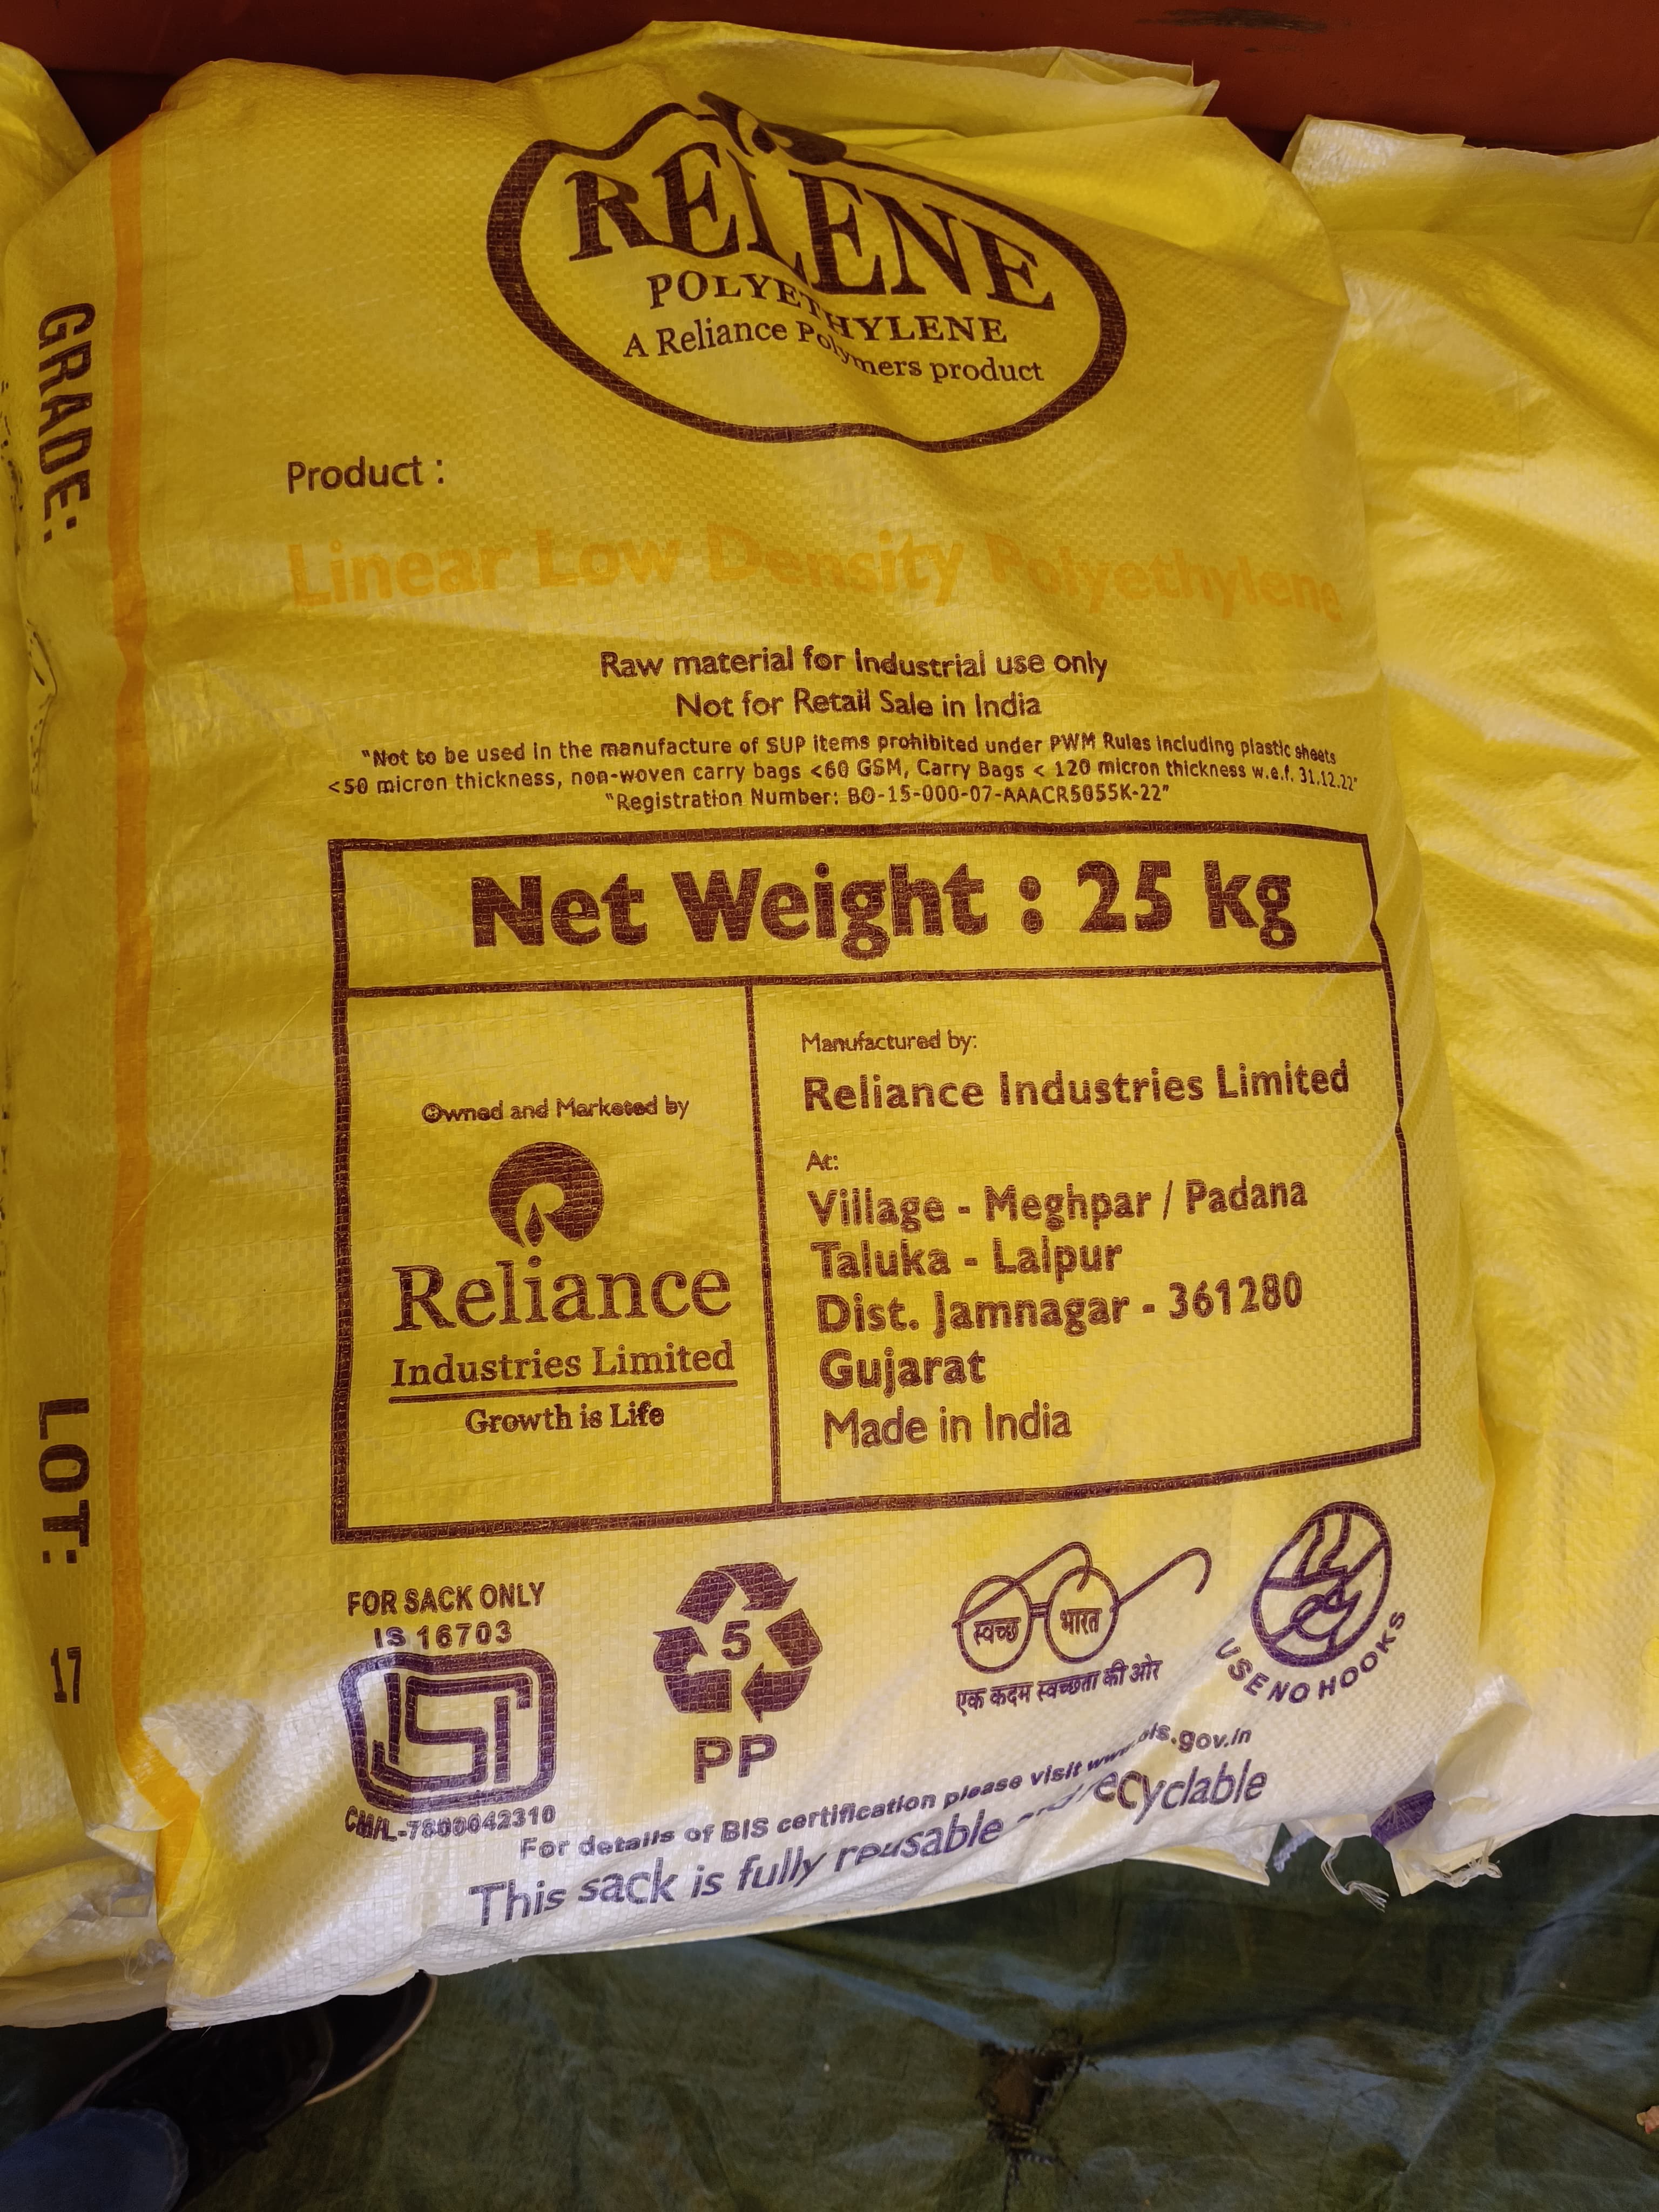 RELENE
POLYETHYLENE
A Reliance Polymers product
GRADE:
Product :
Linear Low Density Polyethylene
Raw material for Industrial use only
Not for Retail Sale in India
"Not to be used in the manufacture of SUP items prohibited under PWM Rules including plastic sheets
<50 micron thickness, non-woven carry bags <60 GSM, Carry Bags < 120 micron thickness w.e.f. 31.12.22"
"Registration Number: BO-15-000-07-AAACR5055K-22"
Net Weight : 25 kg
Owned and Marketed by
Reliance
Industries Limited
Growth is Life
Manufactured by:
Reliance Industries Limited
At:
Village - Meghpar / Padana
Taluka - Lalpur
Dist. Jamnagar - 361280
Gujarat
Made in India
LOT:
17
FOR SACK ONLY
IS 16703
ISI
CM/L-7800042310
5
PP
स्वच्छ भारत
एक कदम स्वच्छता की ओर
USE NO HOOKS
For details of BIS certification please visit www.bis.gov.in
This sack is fully reusable and recyclable